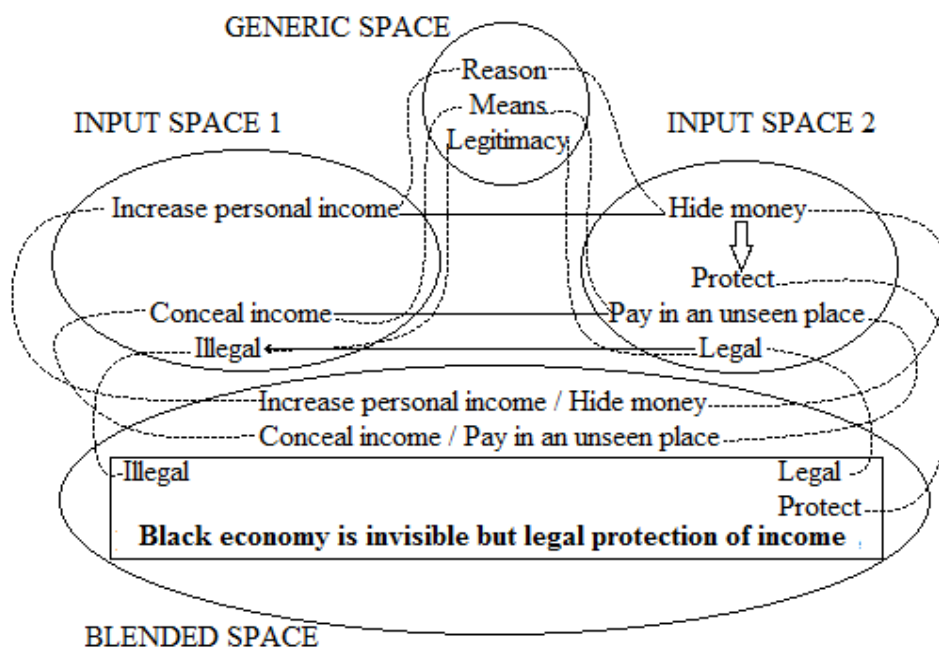 GENERIC SPACE
Reason
Means
Legitimacy
INPUT SPACE 1
INPUT SPACE 2
Increase personal income
Hide money
Protect
Conceal income
Pay in an unseen place
Illegal
Legal
Increase personal income / Hide money
Conceal income / Pay in an unseen place
Illegal
Legal
Protect
Black economy is invisible but legal protection of income
BLENDED SPACE